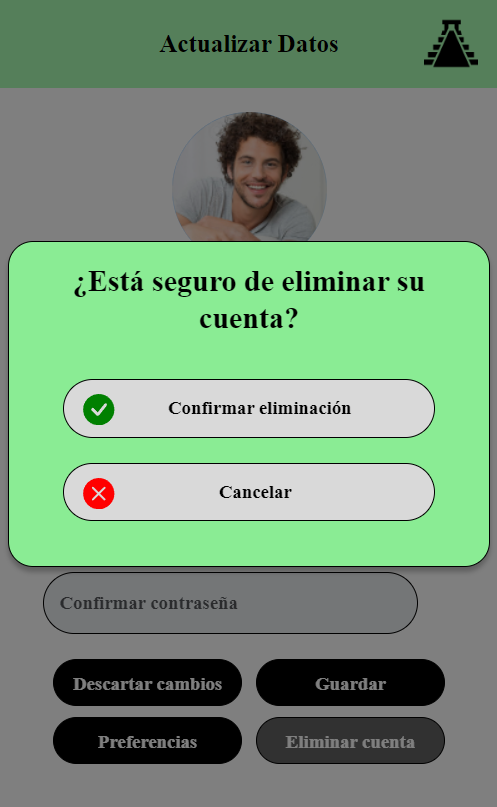 Actualizar Datos
¿Está seguro de eliminar su
cuenta?
Confirmar eliminación
Cancelar
Confirmar contraseña
Descartar cambios
Guardar
Preferencias
Eliminar cuenta